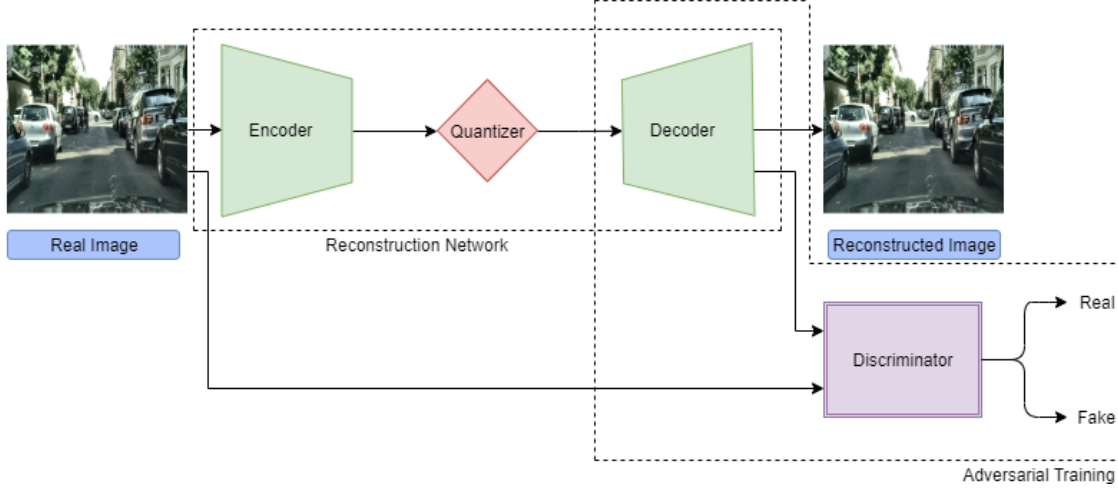 Encoder
Quantizer
Decoder
Real Image
Reconstruction Network
Reconstructed Image
Real
Discriminator
Fake
Adversarial Training